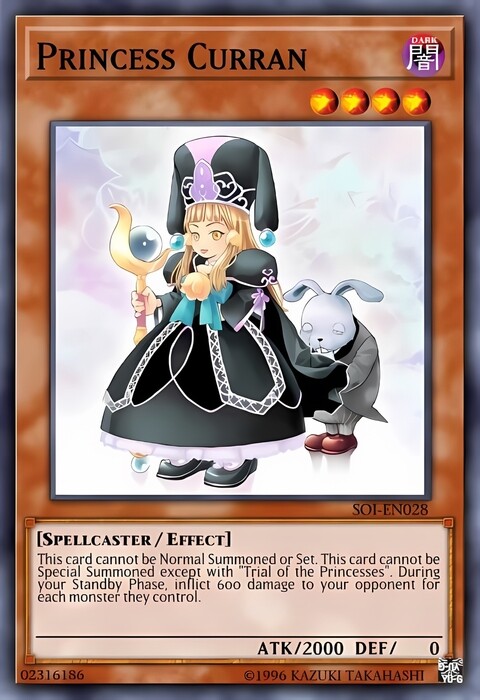 PRINCESS CURRAN
DARK
闇
SOI-EN028
[SPELLCASTER / EFFECT]
This card cannot be Normal Summoned or Set. This card cannot be
Special Summoned except with "Trial of the Princesses". During
your Standby Phase, inflict 600 damage to your opponent for
each monster they control.
ATK/2000 DEF/ 0
02316186
©1996 KAZUKI TAKAHASHI